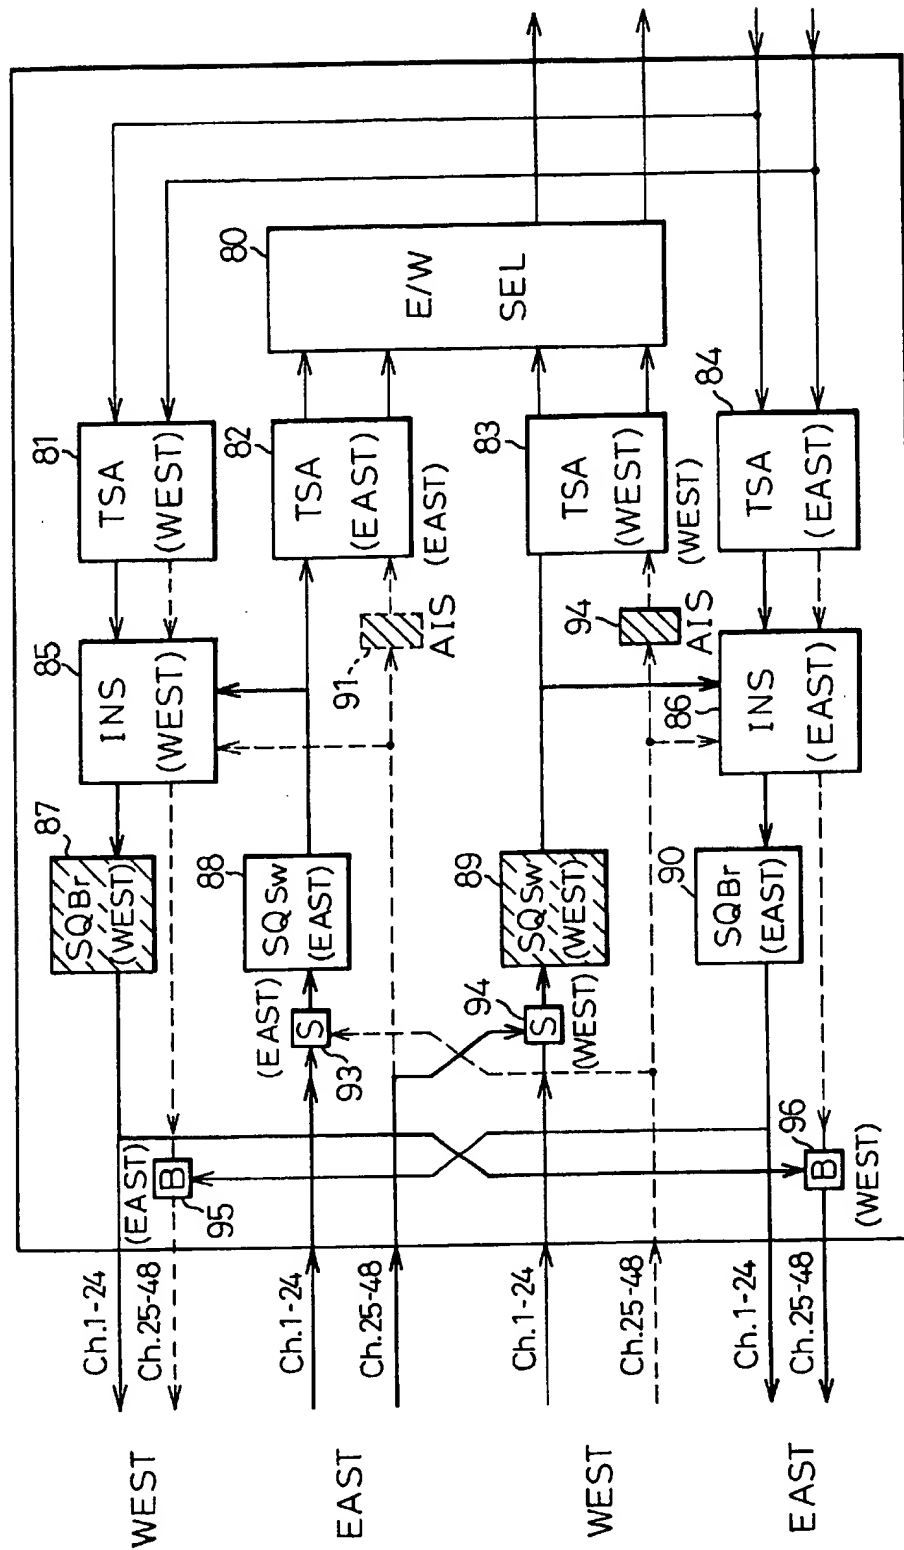 WEST
Ch.1-24
Ch.25-48
(EAST)
B
95
87
SQBr
(WEST)
85
INS
(WEST)
81
TSA
(WEST)
EAST
Ch.1-24
Ch.25-48
(EAST)
S
93
88
SQSw
(EAST)
91
AIS
(EAST)
82
TSA
(EAST)
80
E/W
SEL
WEST
Ch.1-24
Ch.25-48
S
94
(WEST)
89
SQSw
(WEST)
94
AIS
(WEST)
83
TSA
(WEST)
EAST
Ch.1-24
Ch.25-48
B
96
(WEST)
90
SQBr
(EAST)
86
INS
(EAST)
84
TSA
(EAST)